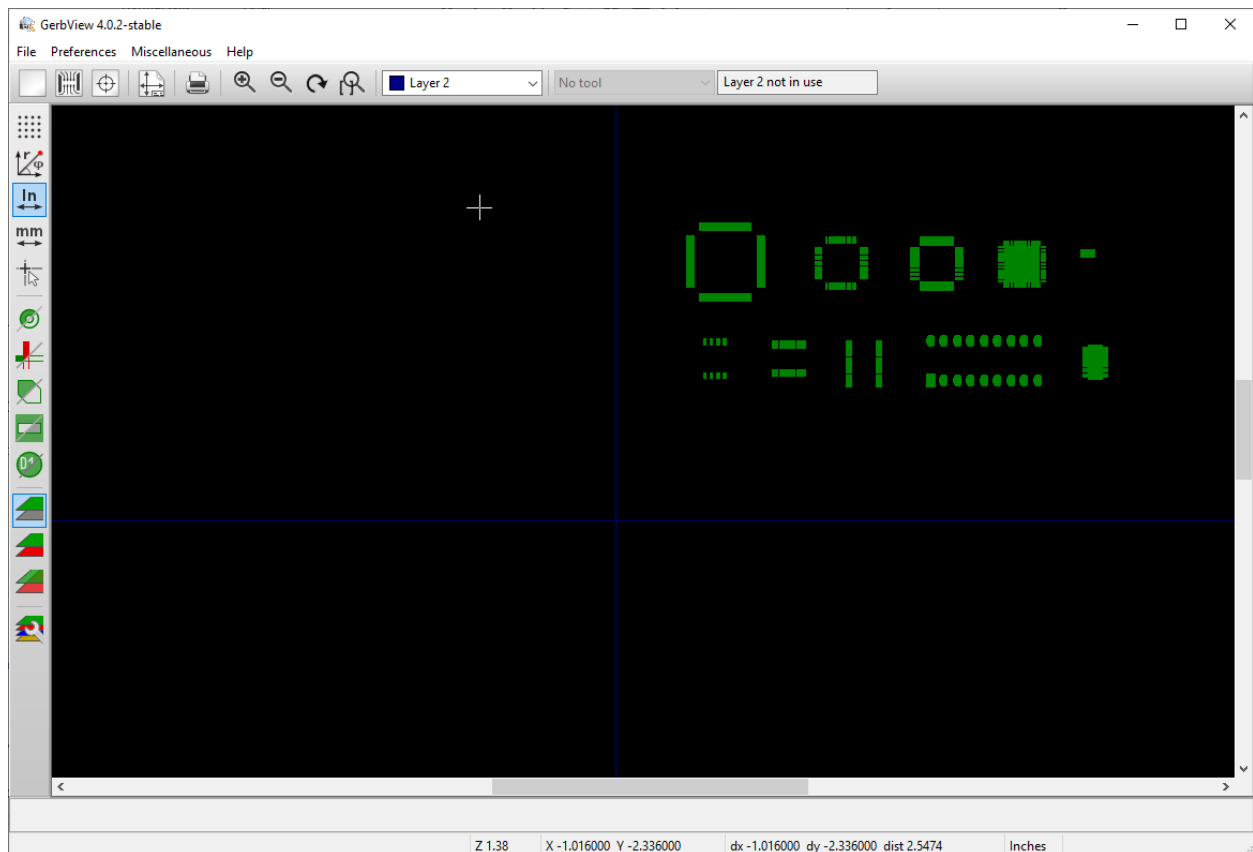 GerbView 4.0.2-stable
File Preferences Miscellaneous Help
Layer 2 No tool Layer 2 not in use
r φ
In
mm
D1
Z 1.38 X -1.016000 Y -2.336000 dx -1.016000 dy -2.336000 dist 2.5474 Inches